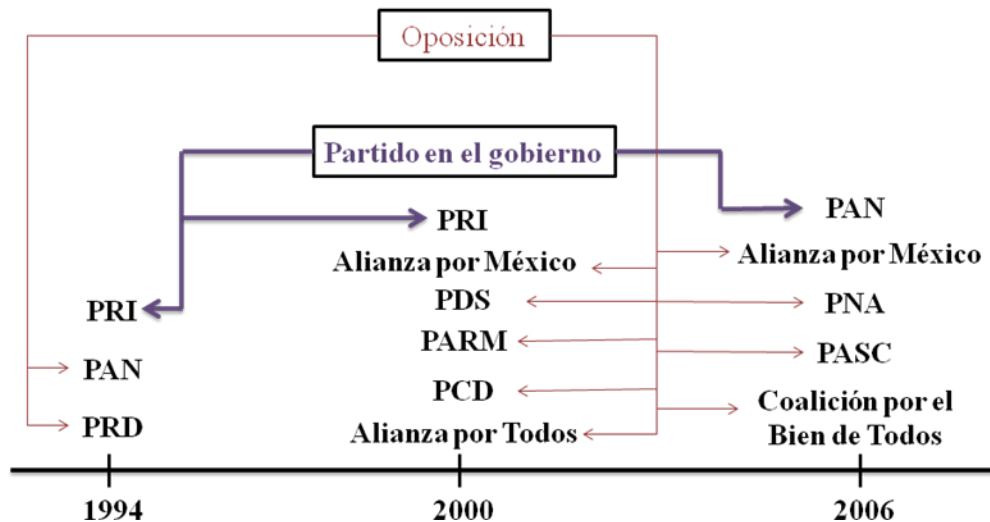 Oposición
Partido en el gobierno
PRI
PAN
PRD
PRI
Alianza por México
PDS
PARM
PCD
Alianza por Todos
PAN
Alianza por México
PNA
PASC
Coalición por el
Bien de Todos
1994
2000
2006